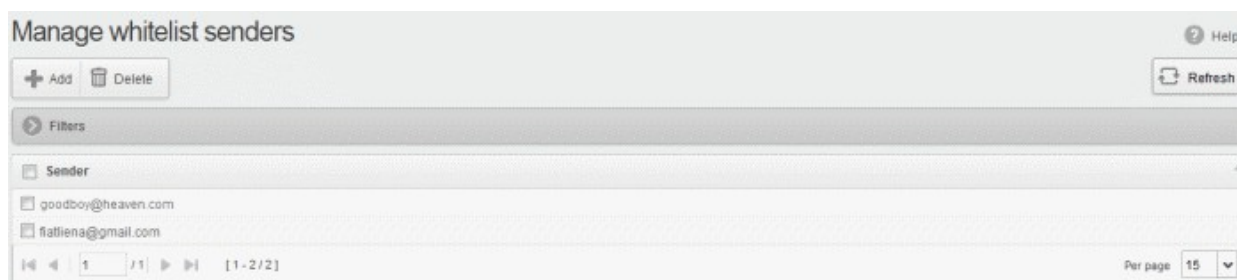 Manage whitelist senders
Help
Add Delete
Refresh
Filters
Sender
goodboy@heaven.com
fiatliena@gmail.com
1 / 1 [ 1 - 2 / 2 ] Per page 15